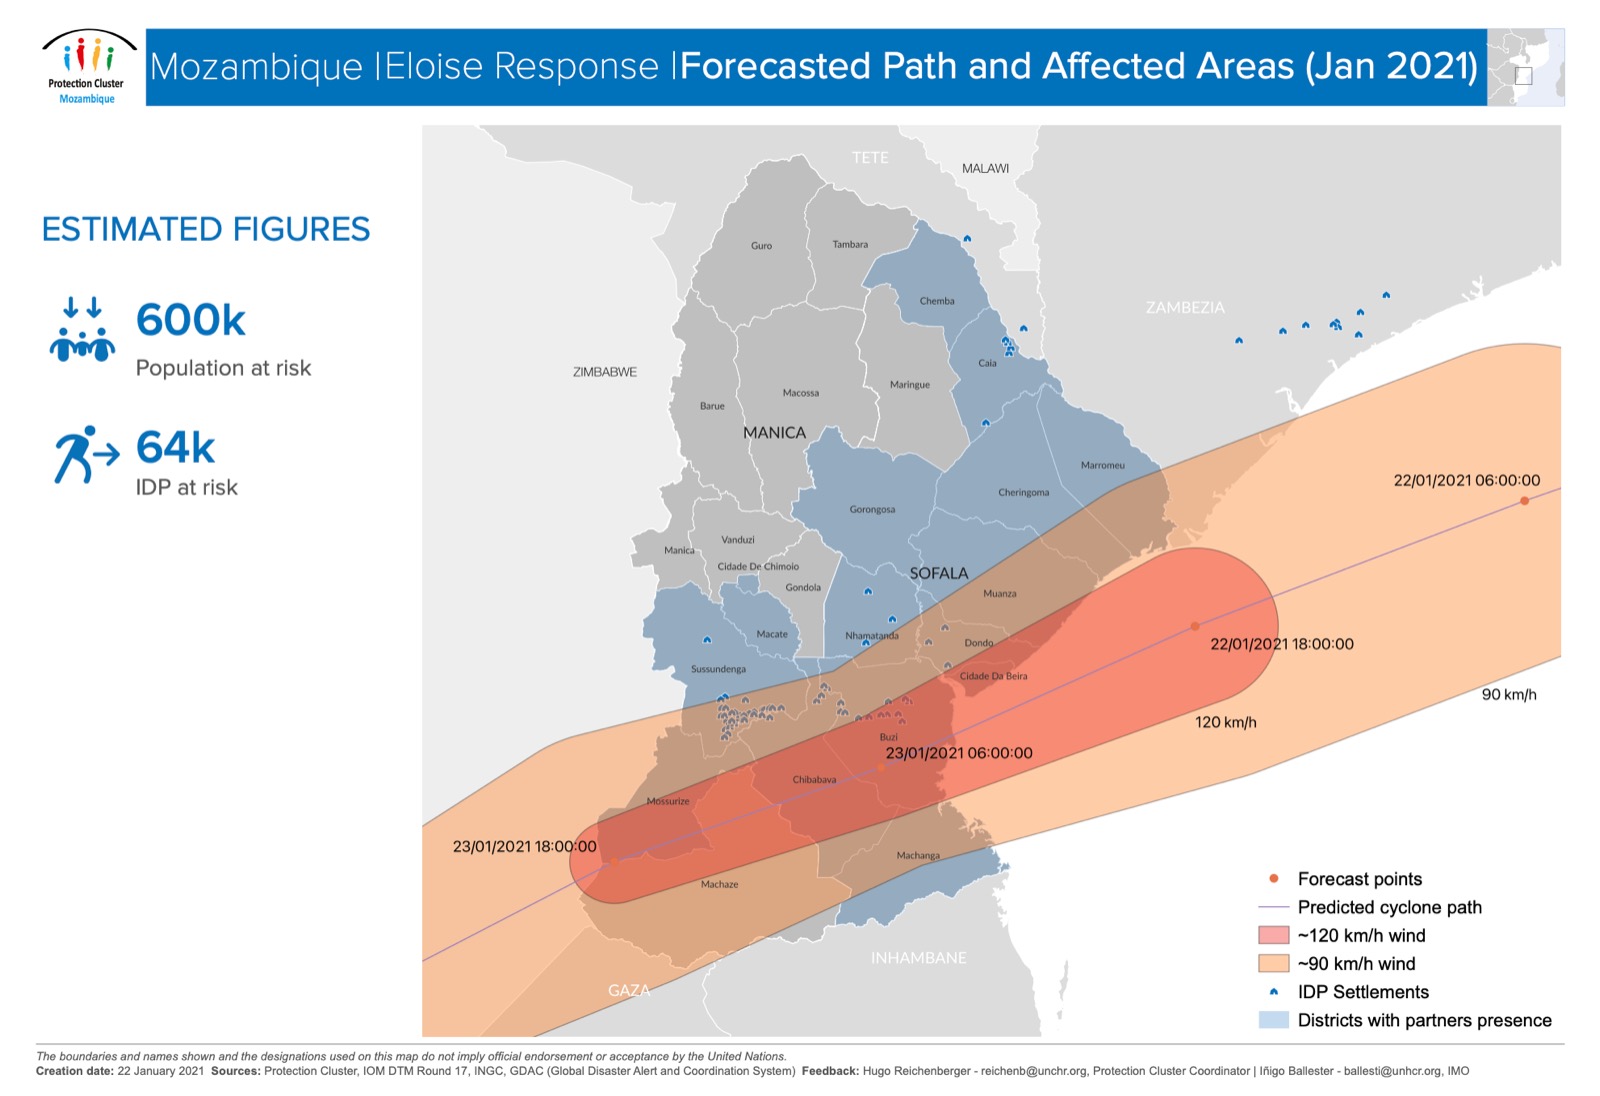 Protection Cluster
Mozambique
Mozambique |Eloise Response |Forecasted Path and Affected Areas (Jan 2021)
ESTIMATED FIGURES
600k
Population at risk
64k
IDP at risk
TETE
MALAWI
Guro
Tambara
Chemba
ZAMBEZIA
ZIMBABWE
Caia
Maringue
Macossa
Barue
MANICA
Marromeu
22/01/2021 06:00:00
Cheringoma
Gorongosa
Vanduzi
Manica
Cidade De Chimoio
SOFALA
Gondola
Muanza
Macate
Nhamatanda
Dondo
22/01/2021 18:00:00
Sussundenga
Cidade Da Beira
90 km/h
120 km/h
Buzi
23/01/2021 06:00:00
Chibabava
Mossurize
23/01/2021 18:00:00
Machanga
Machaze
INHAMBANE
GAZA
Forecast points
Predicted cyclone path
~120 km/h wind
~90 km/h wind
IDP Settlements
Districts with partners presence
The boundaries and names shown and the designations used on this map do not imply official endorsement or acceptance by the United Nations.
Creation date: 22 January 2021 Sources: Protection Cluster, IOM DTM Round 17, INGC, GDAC (Global Disaster Alert and Coordination System) Feedback: Hugo Reichenberger - reichenb@unchr.org, Protection Cluster Coordinator | Iñigo Ballester - ballesti@unhcr.org, IMO